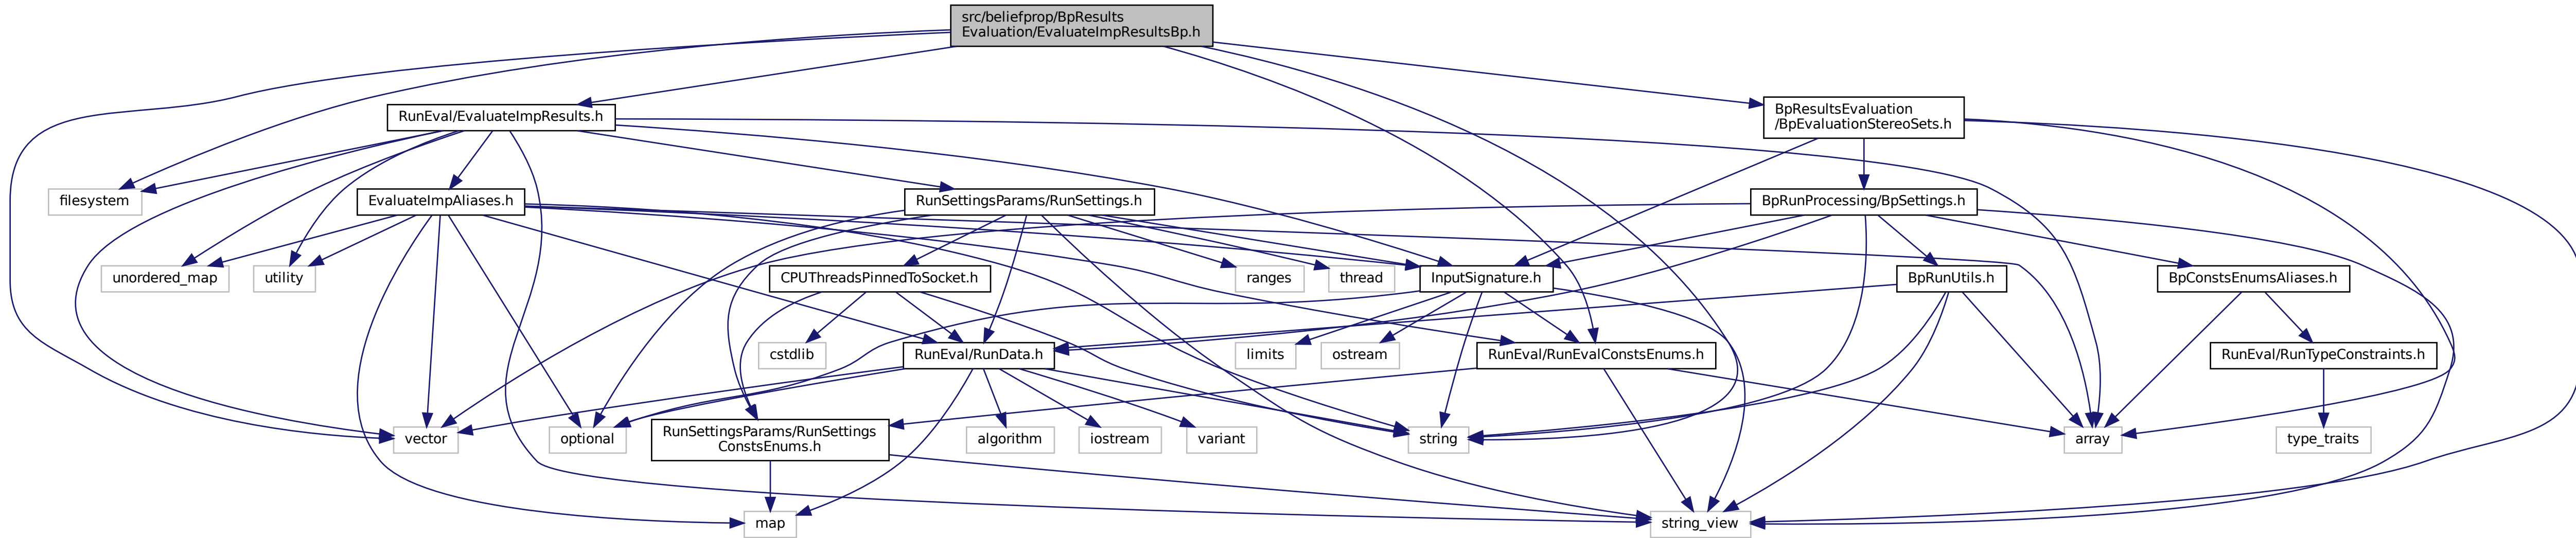 src/beliefprop/BpResults
Evaluation/EvaluateImpResultsBp.h
RunEval/EvaluateImpResults.h
BpResultsEvaluation
/BpEvaluationStereoSets.h
filesystem
EvaluateImpAliases.h
RunSettingsParams/RunSettings.h
BpRunProcessing/BpSettings.h
unordered_map
utility
CPUThreadsPinnedToSocket.h
ranges
thread
InputSignature.h
BpRunUtils.h
BpConstsEnumsAliases.h
cstdlib
RunEval/RunData.h
limits
ostream
RunEval/RunEvalConstsEnums.h
RunEval/RunTypeConstraints.h
vector
optional
RunSettingsParams/RunSettings
ConstsEnums.h
algorithm
iostream
variant
string
array
type_traits
map
string_view